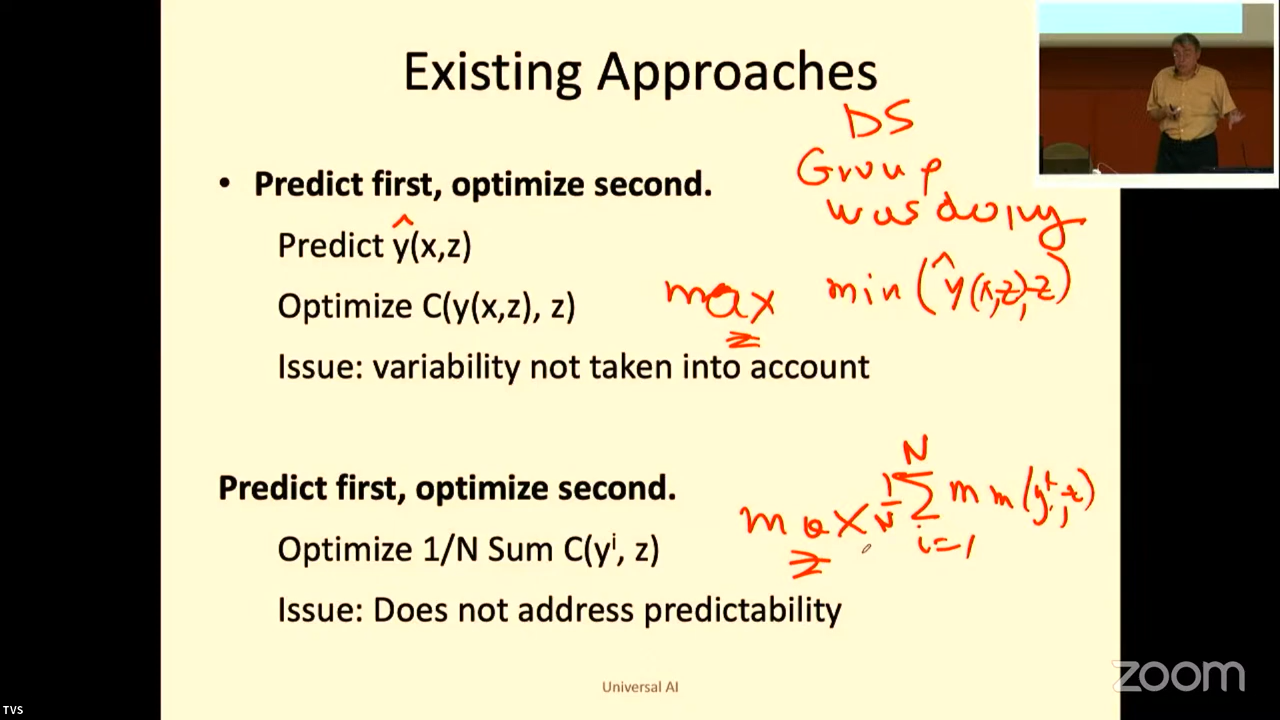 Existing Approaches
DS
Group
was doing
• Predict first, optimize second.
Predict ŷ(x,z)
Optimize C(y(x,z), z)
max z min(ŷ(x,z), z)
Issue: variability not taken into account
Predict first, optimize second.
max z 1/N N Σ i=1
Optimize 1/N Sum C(yⁱ, z)
Issue: Does not address predictability
Universal AI
zoom
TVS